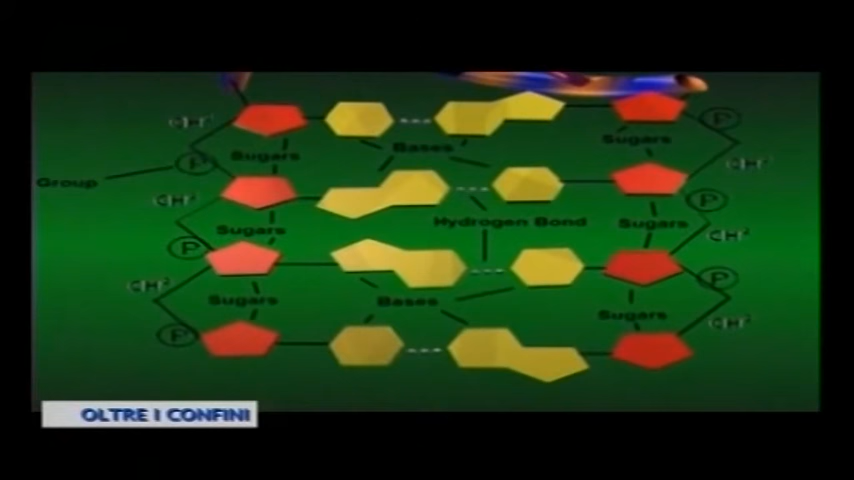 CH²
P
CH²
Sugars
Bases
Sugars
P
CH²
Group
CH²
P
Sugars
Hydrogen Bond
Sugars
P
CH²
CH²
Sugars
Bases
P
Sugars
P
CH²
OLTRE I CONFINI